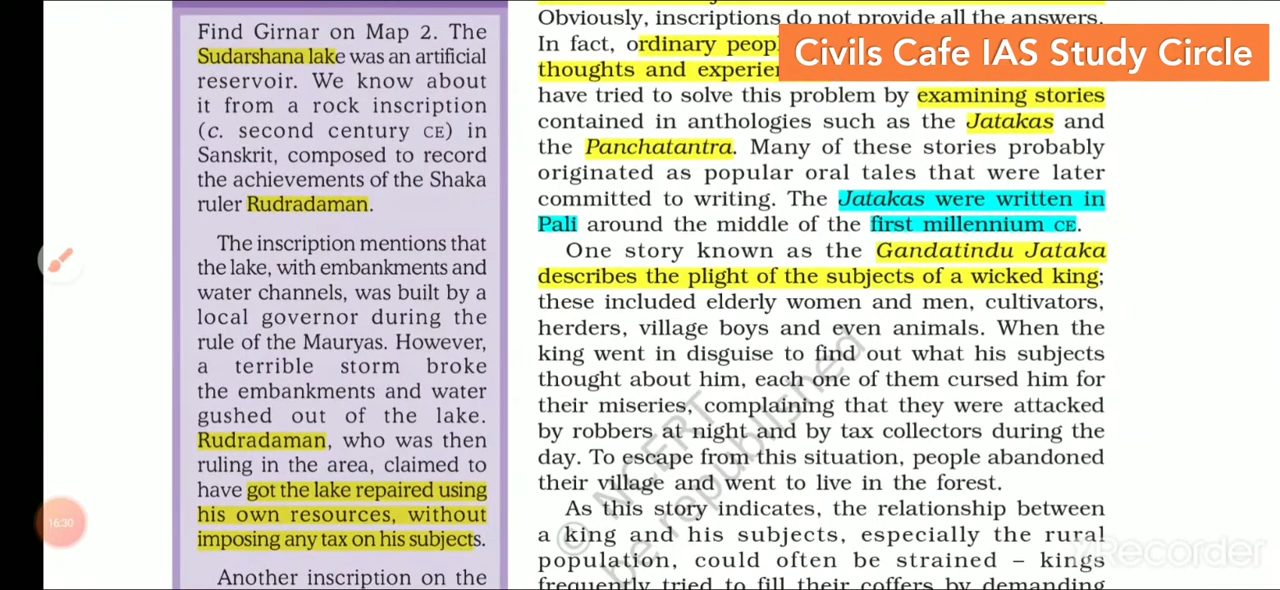 Find Girnar on Map 2. The
Sudarshana lake was an artificial
reservoir. We know about
it from a rock inscription
(c. second century CE) in
Sanskrit, composed to record
the achievements of the Shaka
ruler Rudradaman.
The inscription mentions that
the lake, with embankments and
water channels, was built by a
local governor during the
rule of the Mauryas. However,
a terrible storm broke
the embankments and water
gushed out of the lake.
Rudradaman, who was then
ruling in the area, claimed to
have got the lake repaired using
his own resources, without
imposing any tax on his subjects.
Another inscription on the
Obviously, inscriptions do not provide all the answers.
In fact, ordinary
thoughts and
have tried to solve this problem by examining stories
contained in anthologies such as the Jatakas and
the Panchatantra. Many of these stories probably
originated as popular oral tales that were later
committed to writing. The Jatakas were written in
Pali around the middle of the first millennium CE.
One story known as the Gandatindu Jataka
describes the plight of the subjects of a wicked king;
these included elderly women and men, cultivators,
herders, village boys and even animals. When the
king went in disguise to find out what his subjects
thought about him, each one of them cursed him for
their miseries, complaining that they were attacked
by robbers at night and by tax collectors during the
day. To escape from this situation, people abandoned
their village and went to live in the forest.
As this story indicates, the relationship between
a king and his subjects, especially the rural
population, could often be strained – kings
frequently tried to fill their coffers by demanding
Civils Cafe IAS Study Circle
16:30
© NCERT
be republished
Recorder